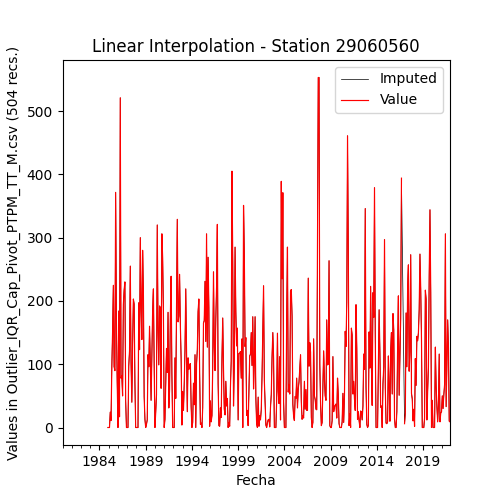 Linear Interpolation - Station 29060560
Values in Outlier_IQR_Cap_Pivot_PTPM_TT_M.csv (504 recs.)
Imputed
Value
500
400
300
200
100
0
1984 1989 1994 1999 2004 2009 2014 2019
Fecha